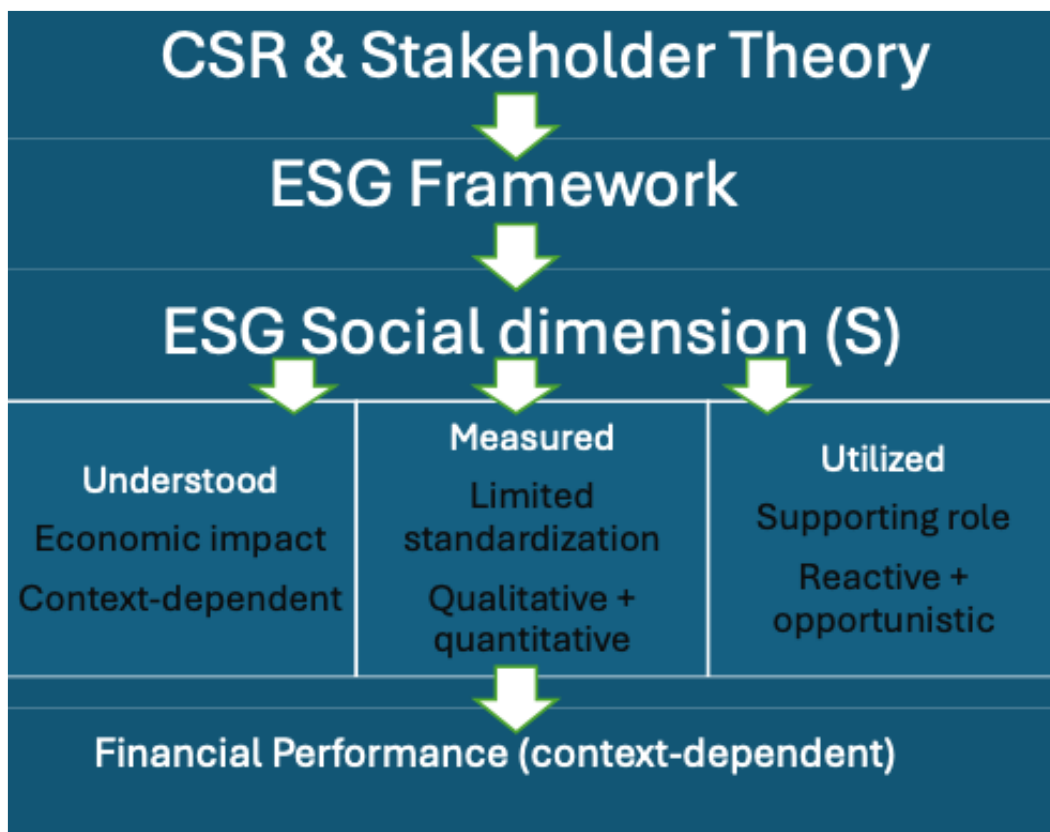 CSR & Stakeholder Theory
ESG Framework
ESG Social dimension (S)
Understood
Economic impact
Context-dependent
Measured
Limited
standardization
Qualitative +
quantitative
Utilized
Supporting role
Reactive +
opportunistic
Financial Performance (context-dependent)